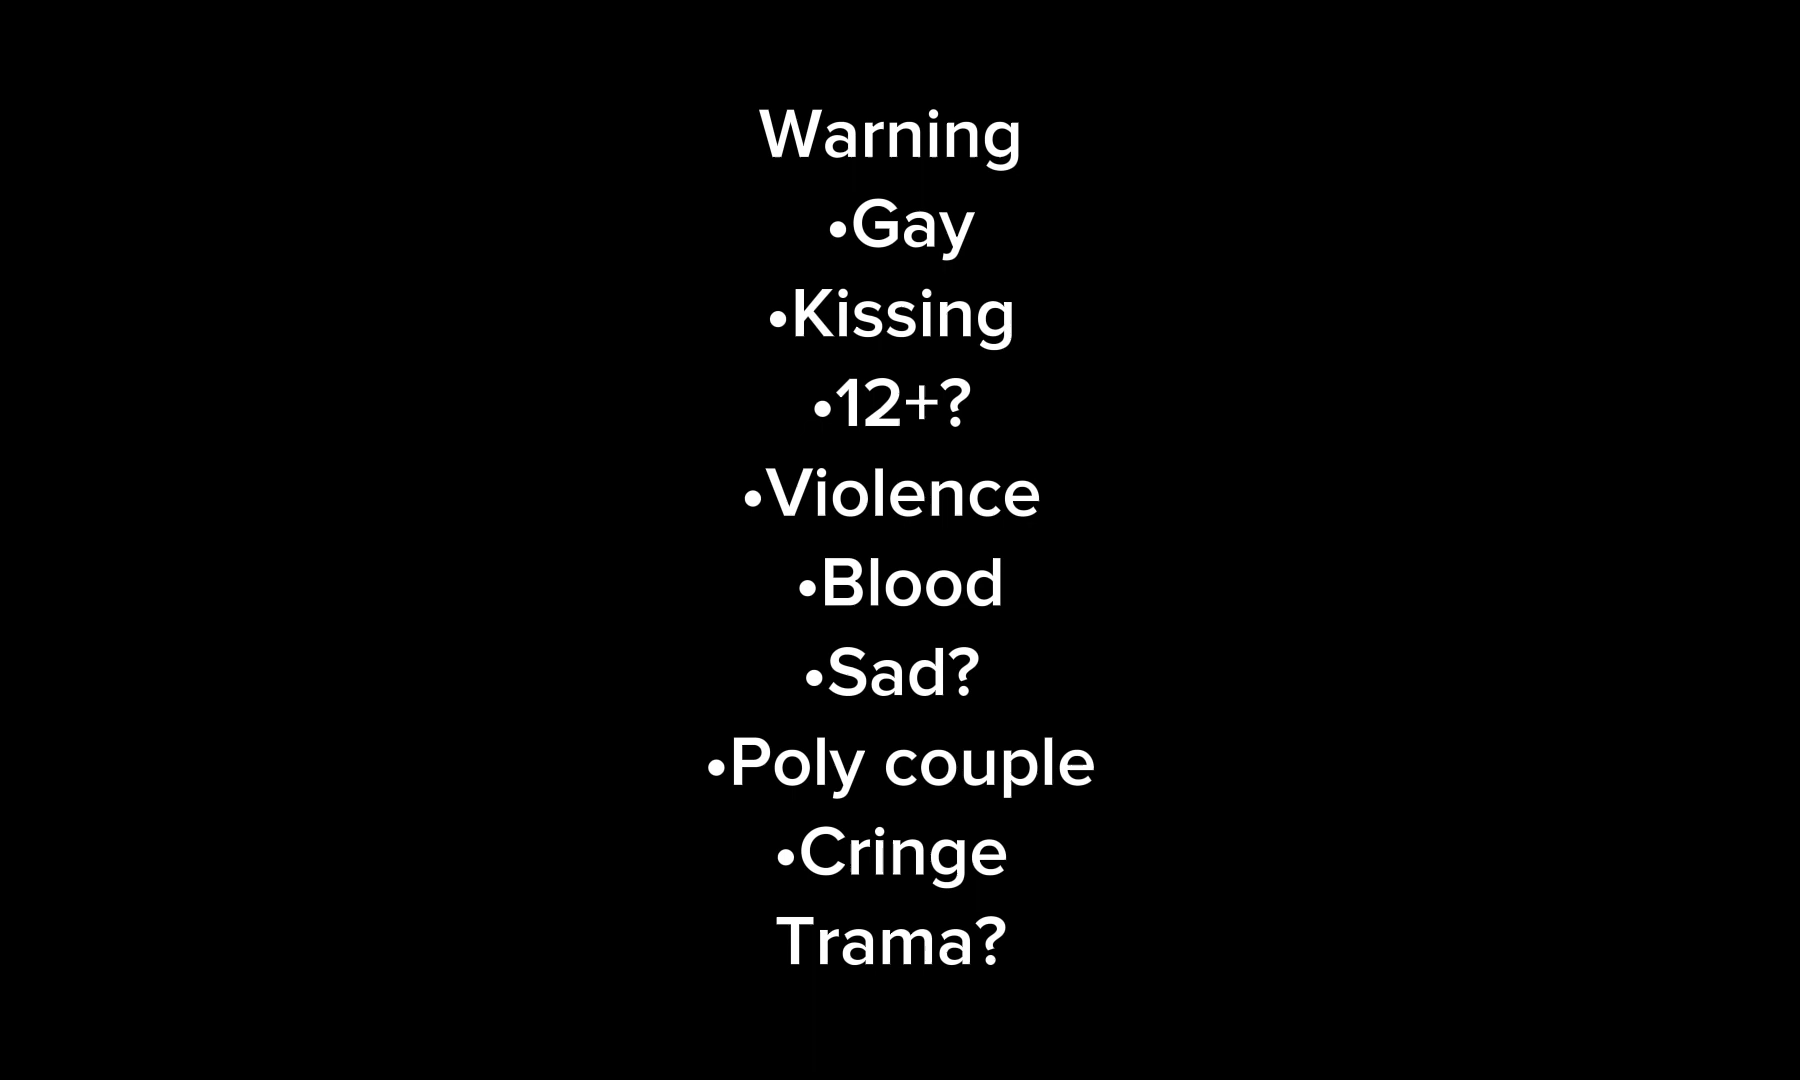 Warning
•Gay
•Kissing
•12+?
•Violence
•Blood
•Sad?
•Poly couple
•Cringe
Trama?